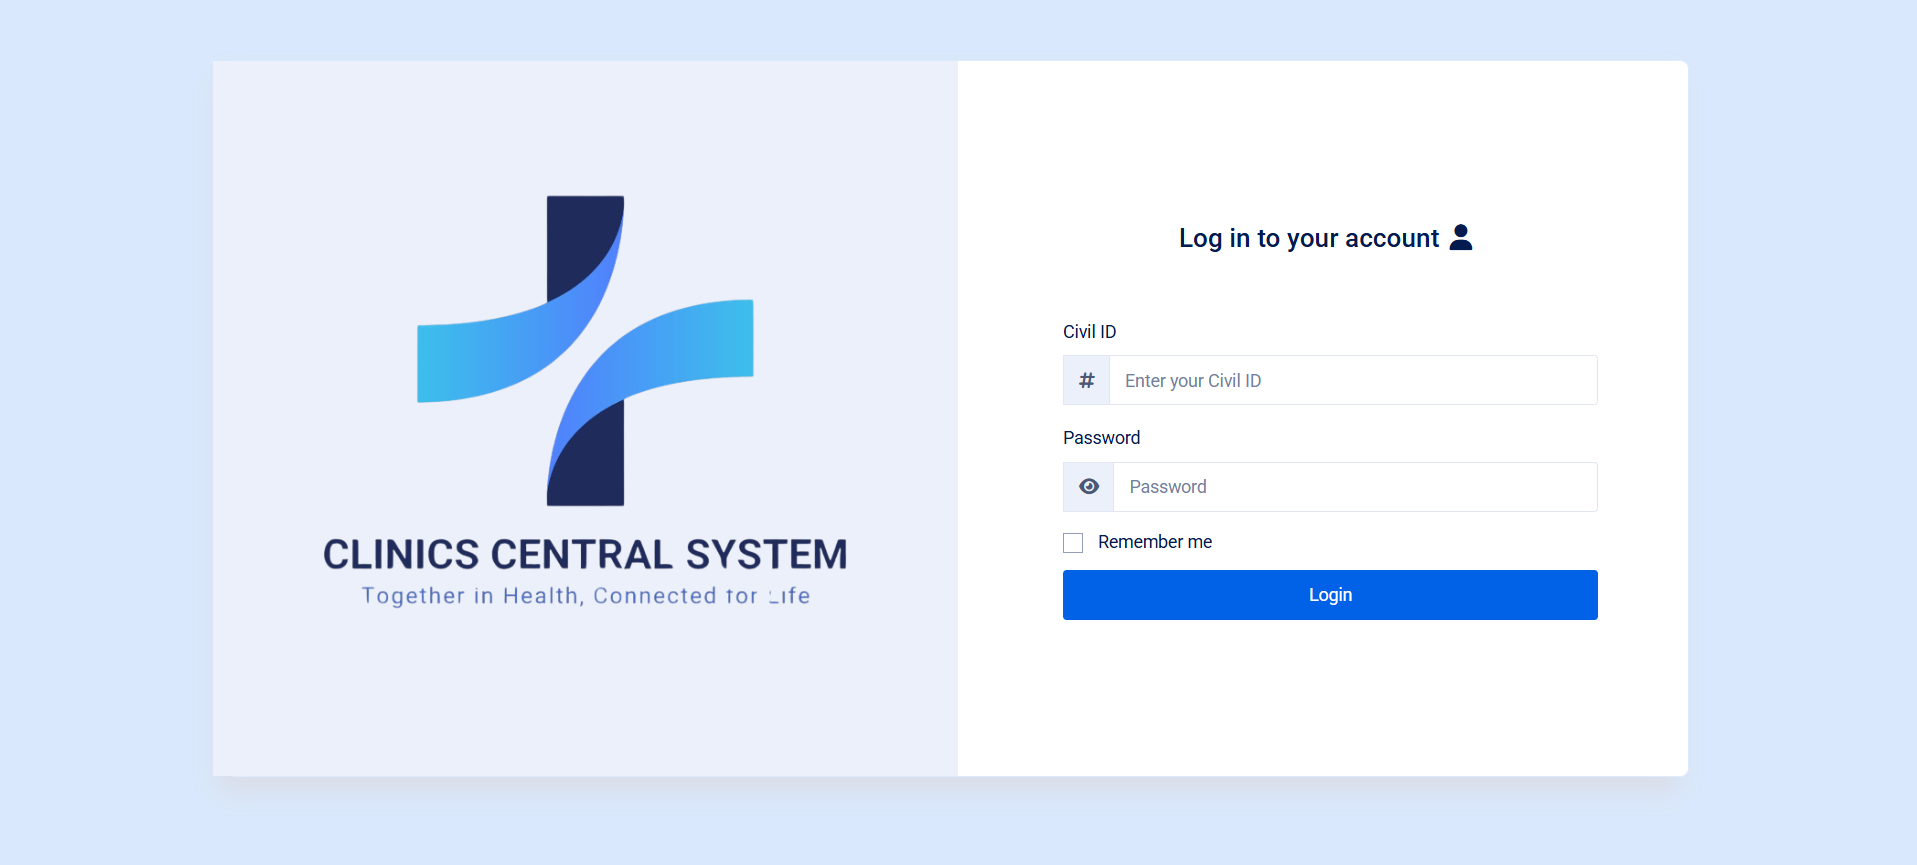 CLINICS CENTRAL SYSTEM
Together in Health, Connected for Life
Log in to your account
Civil ID
# Enter your Civil ID
Password
Password
Remember me
Login